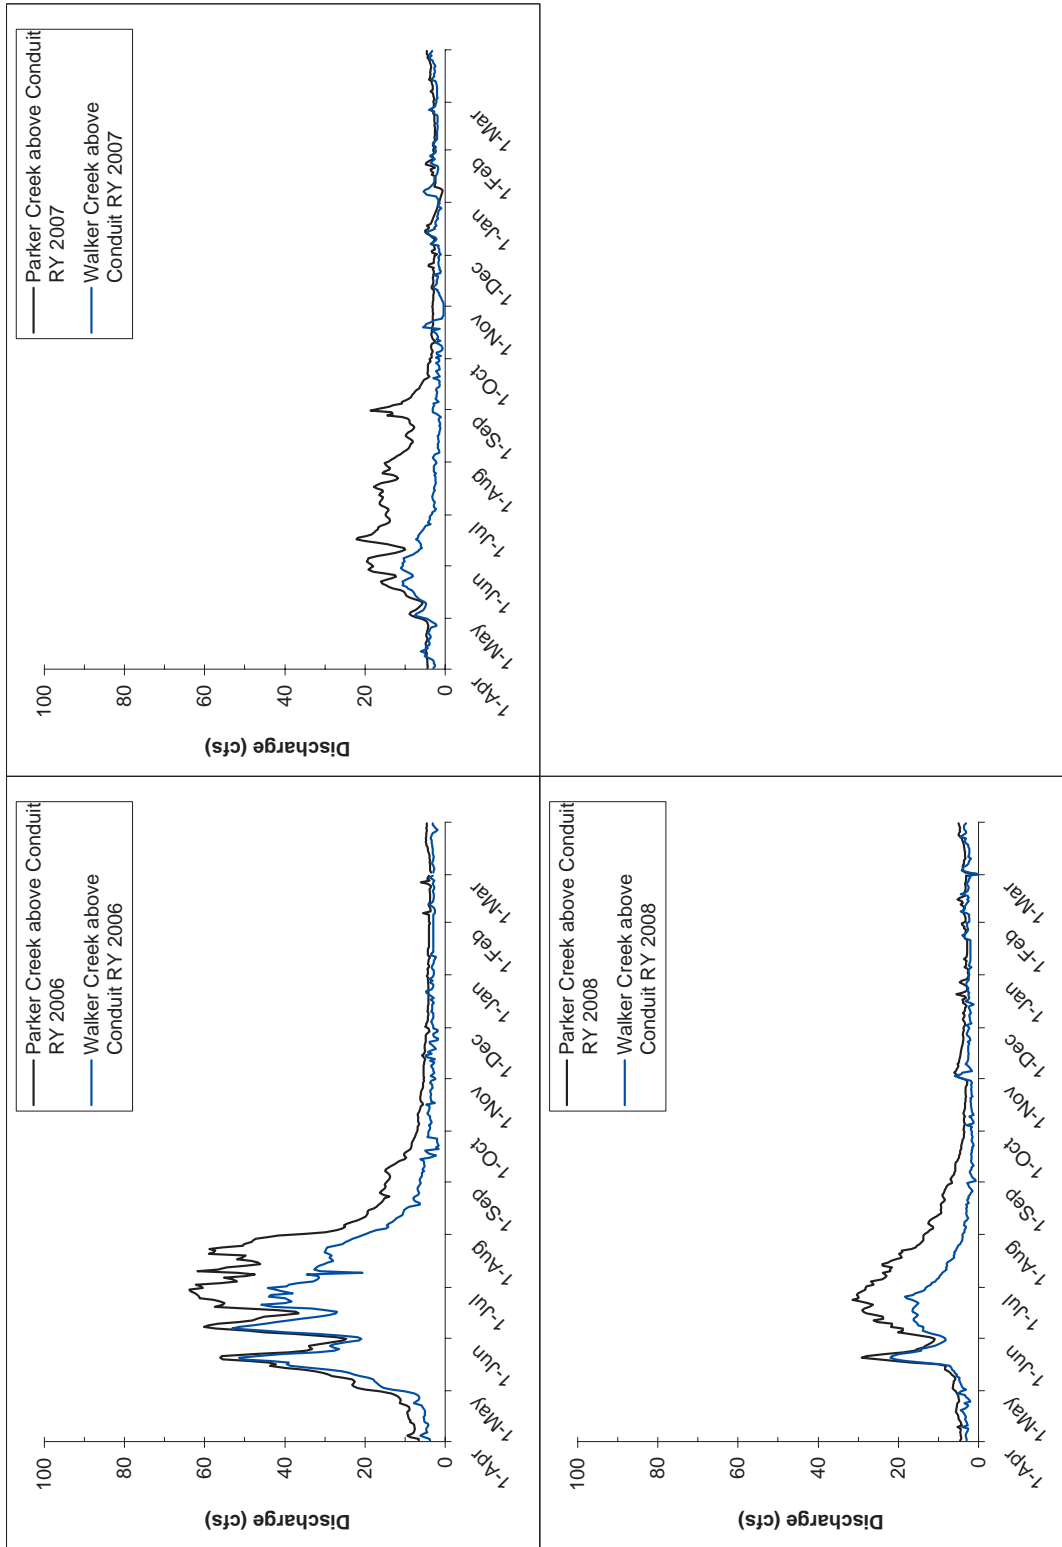 Parker Creek above Conduit
RY 2006
Walker Creek above
Conduit RY 2006
Discharge (cfs)
100
80
60
40
20
0
1-Apr
1-May
1-Jun
1-Jul
1-Aug
1-Sep
1-Oct
1-Nov
1-Dec
1-Jan
1-Feb
1-Mar
Parker Creek above Conduit
RY 2007
Walker Creek above
Conduit RY 2007
Discharge (cfs)
100
80
60
40
20
0
1-Apr
1-May
1-Jun
1-Jul
1-Aug
1-Sep
1-Oct
1-Nov
1-Dec
1-Jan
1-Feb
1-Mar
Parker Creek above Conduit
RY 2008
Walker Creek above
Conduit RY 2008
Discharge (cfs)
100
80
60
40
20
0
1-Apr
1-May
1-Jun
1-Jul
1-Aug
1-Sep
1-Oct
1-Nov
1-Dec
1-Jan
1-Feb
1-Mar